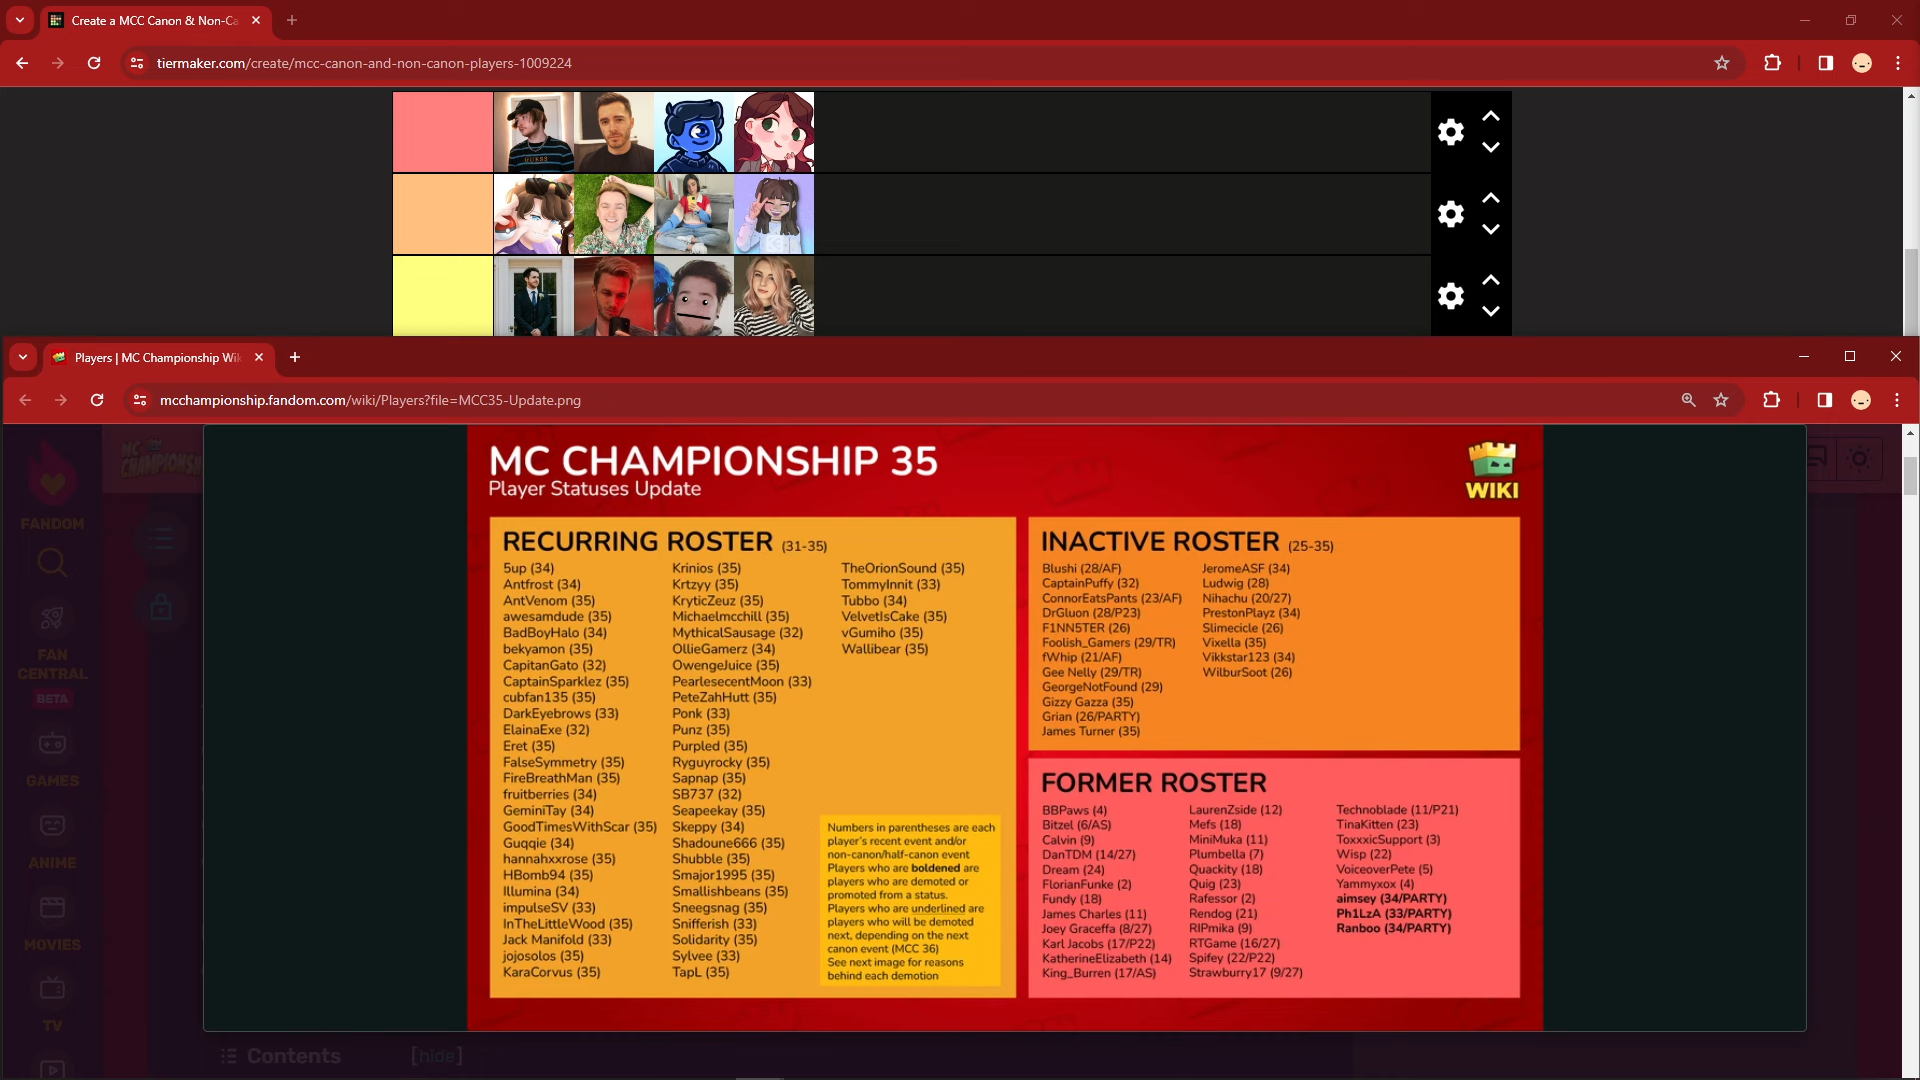 Create a MCC Canon & Non-Ca
tiermaker.com/create/mcc-canon-and-non-canon-players-1009224
GUESS
Players | MC Championship Wik
mcchampionship.fandom.com/wiki/Players?file=MCC35-Update.png
MC CHAMPIONSHIP
FANDOM
FAN
CENTRAL
BETA
GAMES
ANIME
MOVIES
TV
MC CHAMPIONSHIP 35
Player Statuses Update
WIKI
RECURRING ROSTER (31-35)
5up (34)
Antfrost (34)
AntVenom (35)
awesamdude (35)
BadBoyHalo (34)
bekyamon (35)
CapitanGato (32)
CaptainSparklez (35)
cubfan135 (35)
DarkEyebrows (33)
ElainaExe (32)
Eret (35)
FalseSymmetry (35)
FireBreathMan (35)
fruitberries (34)
GeminiTay (34)
GoodTimesWithScar (35)
Guqqie (34)
hannahxxrose (35)
HBomb94 (35)
Illumina (34)
impulseSV (33)
InTheLittleWood (35)
Jack Manifold (33)
jojosolos (35)
KaraCorvus (35)
Krinios (35)
Krtzyy (35)
KryticZeuz (35)
Michaelmcchill (35)
MythicalSausage (32)
OllieGamerz (34)
OwengeJuice (35)
PearlesecentMoon (33)
PeteZahHutt (35)
Ponk (33)
Punz (35)
Purpled (35)
Ryguyrocky (35)
Sapnap (35)
SB737 (32)
Seapeekay (35)
Skeppy (34)
Shadoune666 (35)
Shubble (35)
Smajor1995 (35)
Smallishbeans (35)
Sneegsnag (35)
Snifferish (33)
Solidarity (35)
Sylvee (33)
TapL (35)
TheOrionSound (35)
TommyInnit (33)
Tubbo (34)
VelvetIsCake (35)
vGumiho (35)
Wallibear (35)
Numbers in parentheses are each
player's recent event and/or
non-canon/half-canon event
Players who are boldened are
players who are demoted or
promoted from a status.
Players who are underlined are
players who will be demoted
next, depending on the next
canon event (MCC 36)
See next image for reasons
behind each demotion
INACTIVE ROSTER (25-35)
Blushi (28/AF)
CaptainPuffy (32)
ConnorEatsPants (23/AF)
DrGluon (28/P23)
F1NN5TER (26)
Foolish_Gamers (29/TR)
fWhip (21/AF)
Gee Nelly (29/TR)
GeorgeNotFound (29)
Gizzy Gazza (35)
Grian (26/PARTY)
James Turner (35)
JeromeASF (34)
Ludwig (28)
Nihachu (20/27)
PrestonPlayz (34)
Slimecicle (26)
Vixella (35)
Vikkstar123 (34)
WilburSoot (26)
FORMER ROSTER
BBPaws (4)
Bitzel (6/AS)
Calvin (9)
DanTDM (14/27)
Dream (24)
FlorianFunke (2)
Fundy (18)
James Charles (11)
Joey Graceffa (8/27)
Karl Jacobs (17/P22)
KatherineElizabeth (14)
King_Burren (17/AS)
LaurenZside (12)
Mefs (18)
MiniMuka (11)
Plumbella (7)
Quackity (18)
Quig (23)
Rafessor (2)
Rendog (21)
RIPmika (9)
RTGame (16/27)
Spifey (22/P22)
Strawburry17 (9/27)
Technoblade (11/P21)
TinaKitten (23)
ToxxxicSupport (3)
Wisp (22)
VoiceoverPete (5)
Yammyxox (4)
aimsey (34/PARTY)
Ph1LzA (33/PARTY)
Ranboo (34/PARTY)
Contents [hide]